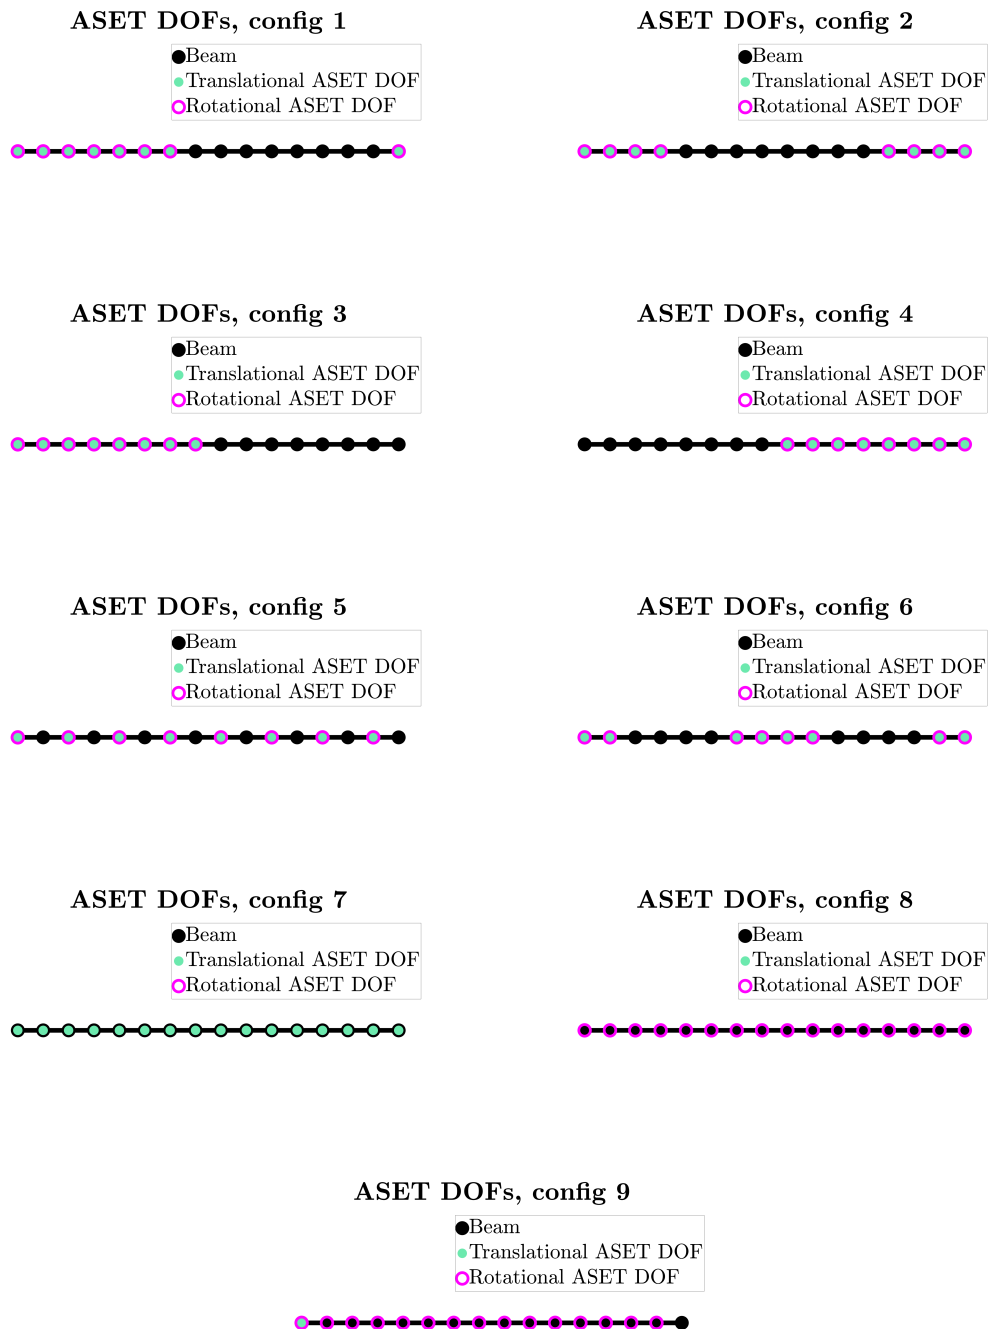 ASET DOFs, config 1
Beam
Translational ASET DOF
Rotational ASET DOF
ASET DOFs, config 2
Beam
Translational ASET DOF
Rotational ASET DOF
ASET DOFs, config 3
Beam
Translational ASET DOF
Rotational ASET DOF
ASET DOFs, config 4
Beam
Translational ASET DOF
Rotational ASET DOF
ASET DOFs, config 5
Beam
Translational ASET DOF
Rotational ASET DOF
ASET DOFs, config 6
Beam
Translational ASET DOF
Rotational ASET DOF
ASET DOFs, config 7
Beam
Translational ASET DOF
Rotational ASET DOF
ASET DOFs, config 8
Beam
Translational ASET DOF
Rotational ASET DOF
ASET DOFs, config 9
Beam
Translational ASET DOF
Rotational ASET DOF